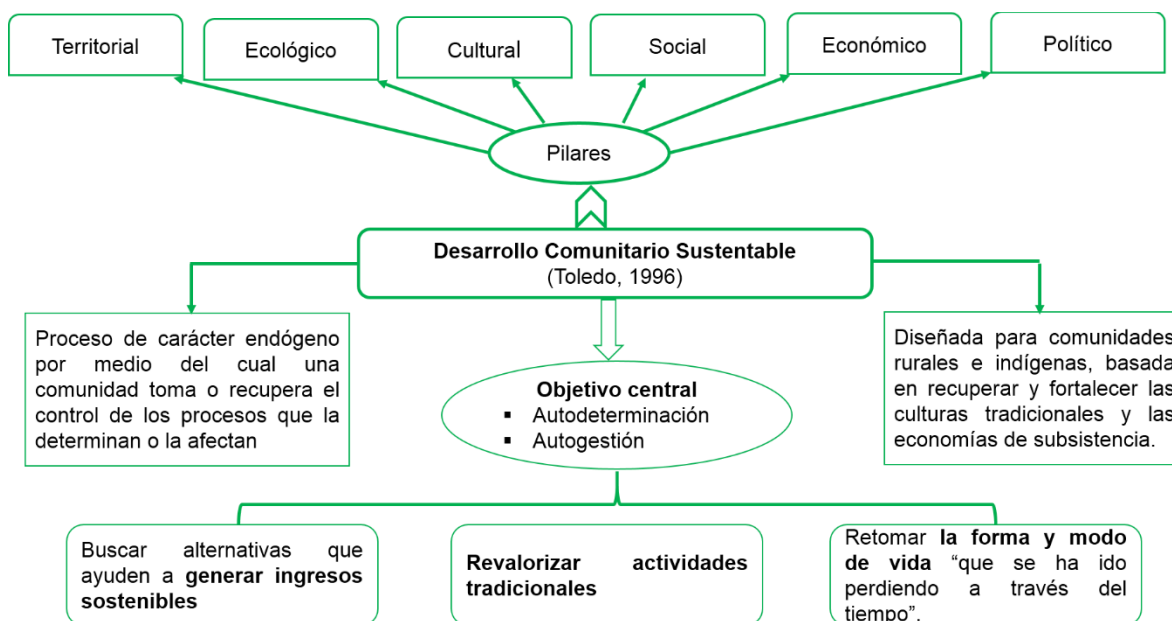 Territorial
Ecológico
Cultural
Social
Económico
Político
Pilares
Desarrollo Comunitario Sustentable
(Toledo, 1996)
Proceso de carácter endógeno
por medio del cual una
comunidad toma o recupera el
control de los procesos que la
determinan o la afectan
Objetivo central
▪ Autodeterminación
▪ Autogestión
Diseñada para comunidades
rurales e indígenas, basada
en recuperar y fortalecer las
culturas tradicionales y las
economías de subsistencia.
Buscar alternativas que
ayuden a generar ingresos
sostenibles
Revalorizar actividades
tradicionales
Retomar la forma y modo
de vida “que se ha ido
perdiendo a través del
tiempo”.